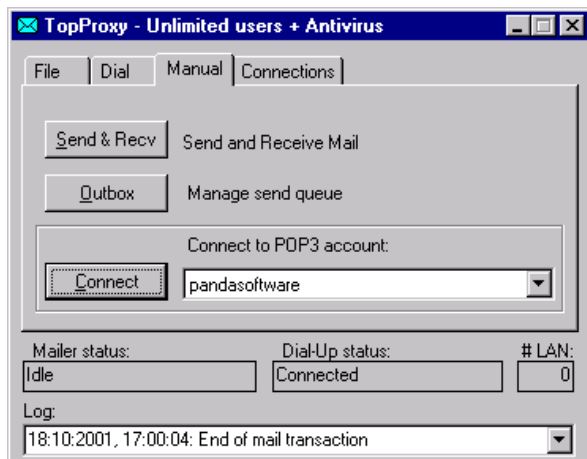 TopProxy - Unlimited users + Antivirus
File Dial Manual Connections
Send & Recv Send and Receive Mail
Outbox Manage send queue
Connect to POP3 account:
Connect pandasoftware
Mailer status: Dial-Up status: # LAN:
Idle Connected 0
Log:
18:10:2001, 17:00:04: End of mail transaction